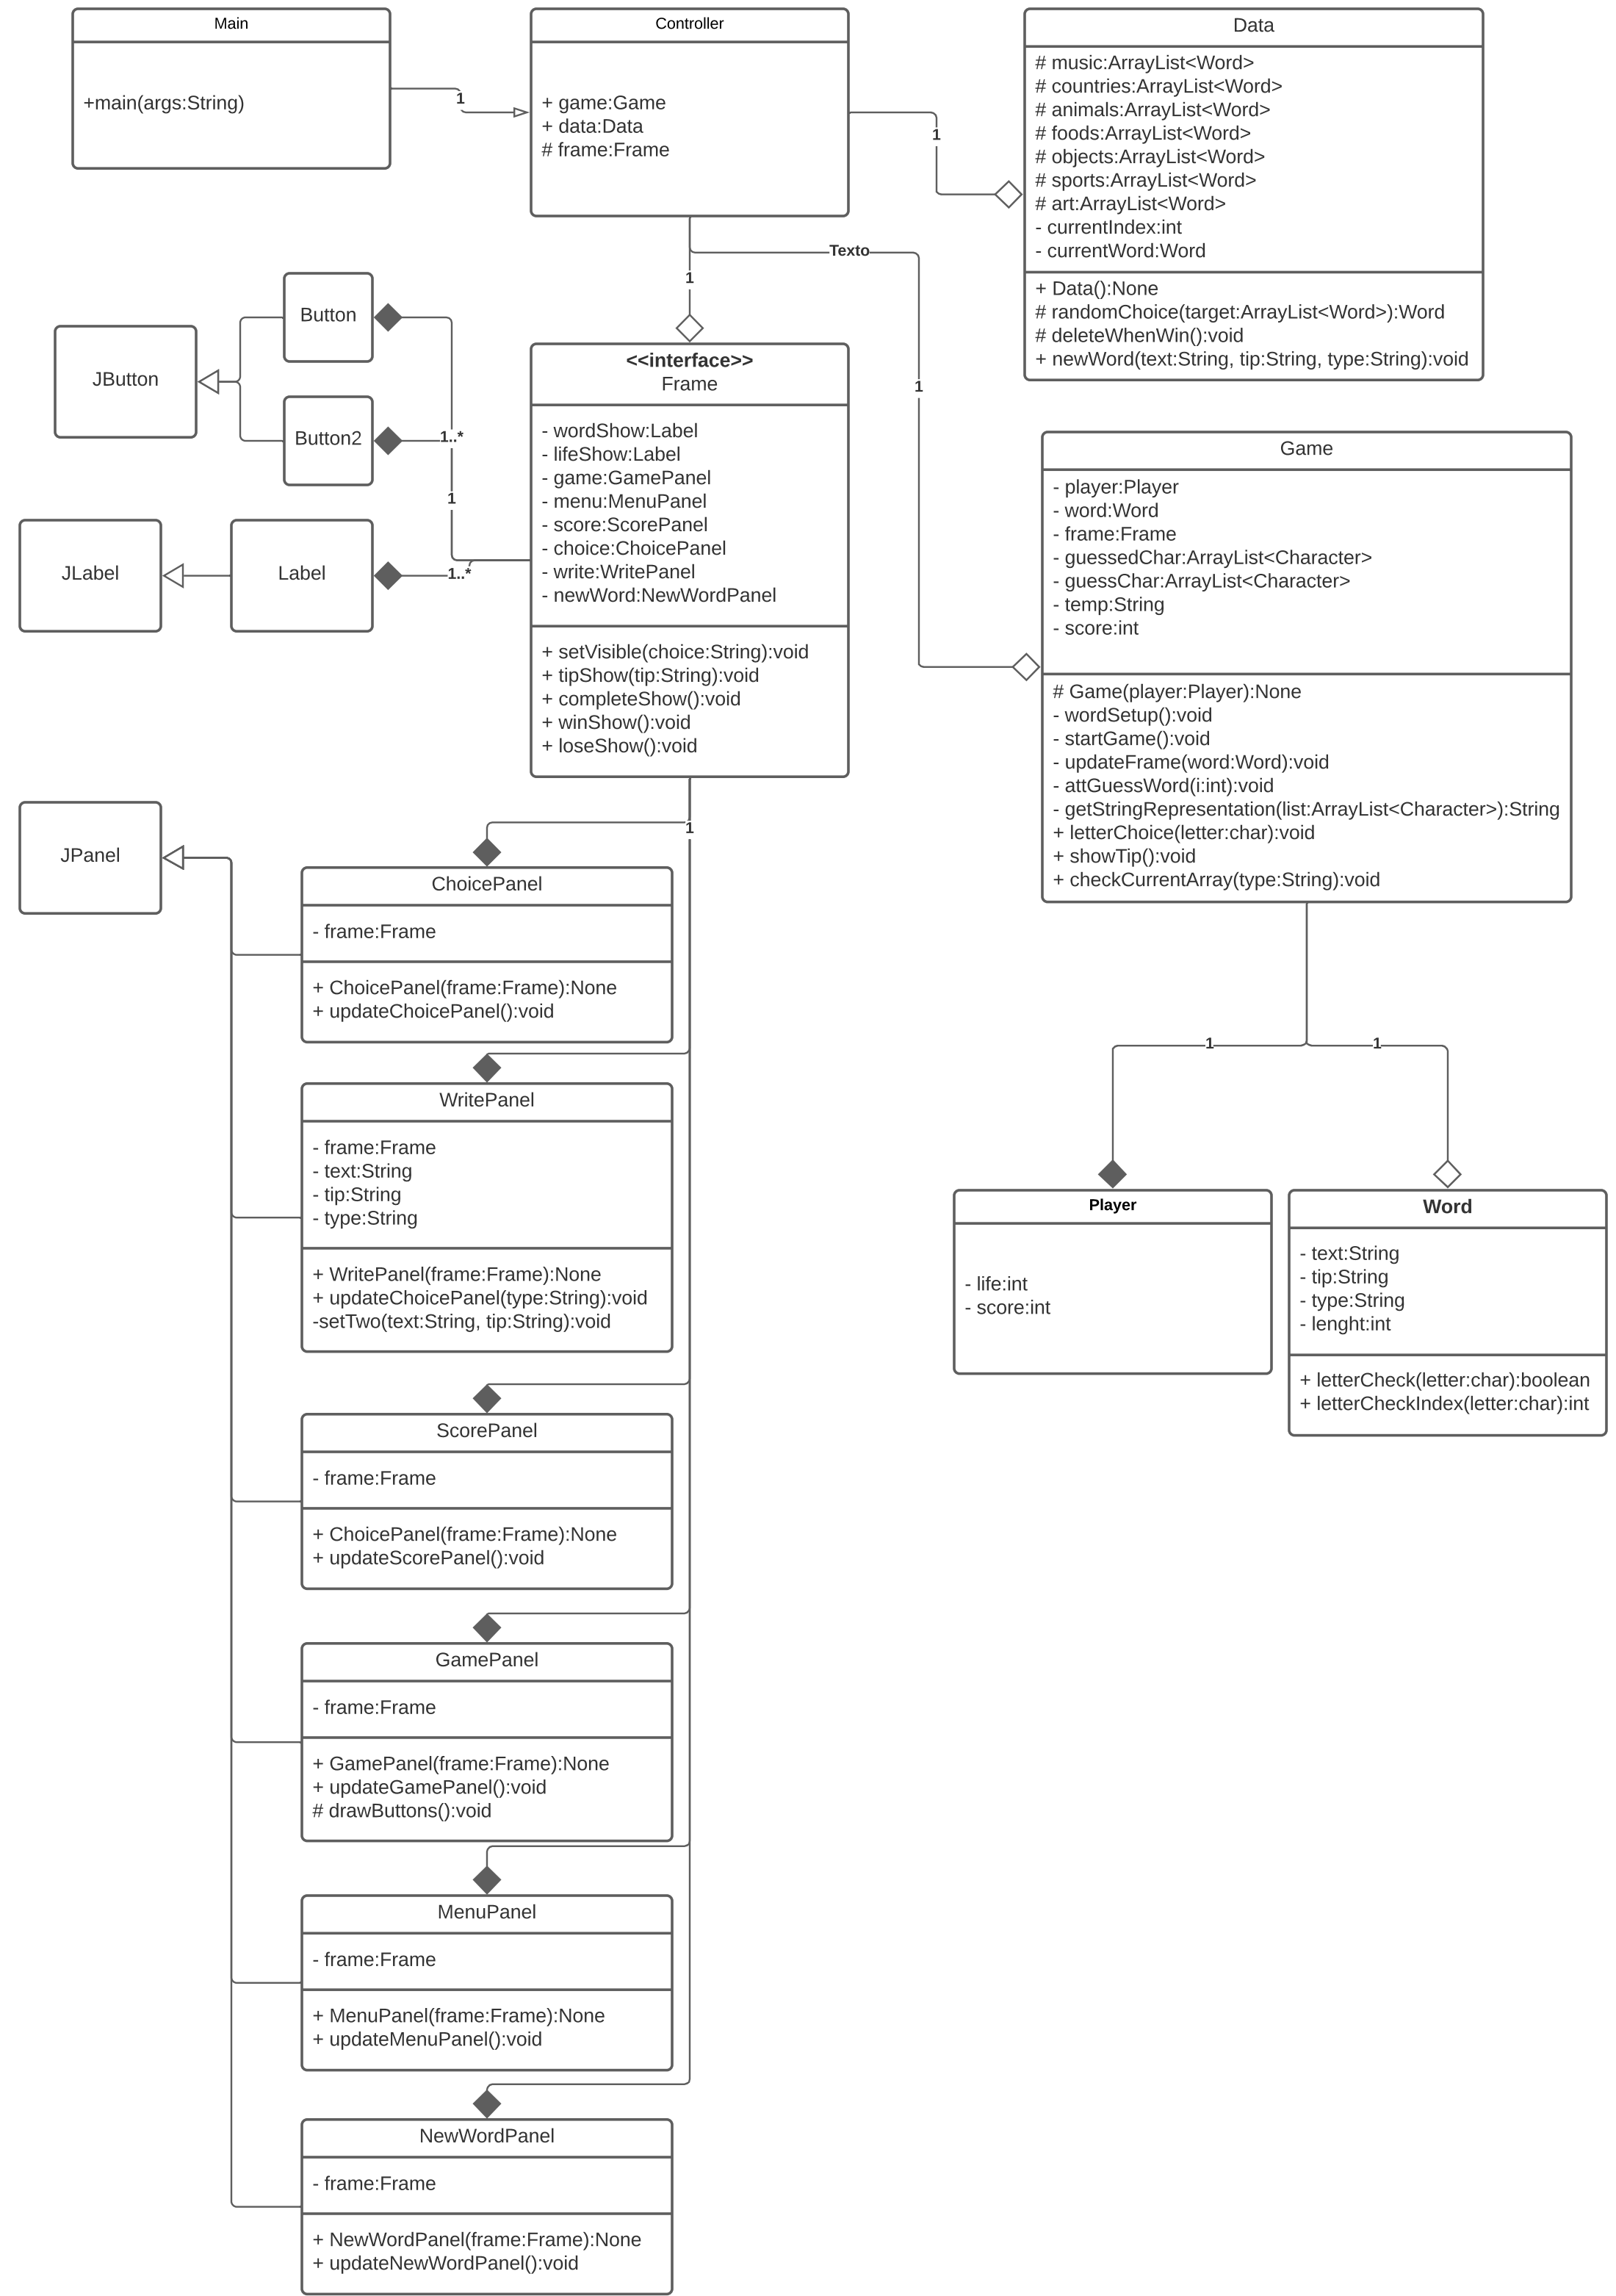 Main
+main(args:String)
1
Controller
+ game:Game
+ data:Data
# frame:Frame
1
Data
# music:ArrayList<Word>
# countries:ArrayList<Word>
# animals:ArrayList<Word>
# foods:ArrayList<Word>
# objects:ArrayList<Word>
# sports:ArrayList<Word>
# art:ArrayList<Word>
- currentIndex:int
- currentWord:Word
+ Data():None
# randomChoice(target:ArrayList<Word>):Word
# deleteWhenWin():void
+ newWord(text:String, tip:String, type:String):void
Texto
1
1
Button
JButton
Button2
1..*
1
JLabel
Label
1..*
<<interface>>
Frame
- wordShow:Label
- lifeShow:Label
- game:GamePanel
- menu:MenuPanel
- score:ScorePanel
- choice:ChoicePanel
- write:WritePanel
- newWord:NewWordPanel
+ setVisible(choice:String):void
+ tipShow(tip:String):void
+ completeShow():void
+ winShow():void
+ loseShow():void
Game
- player:Player
- word:Word
- frame:Frame
- guessedChar:ArrayList<Character>
- guessChar:ArrayList<Character>
- temp:String
- score:int
# Game(player:Player):None
- wordSetup():void
- startGame():void
- updateFrame(word:Word):void
- attGuessWord(i:int):void
- getStringRepresentation(list:ArrayList<Character>):String
+ letterChoice(letter:char):void
+ showTip():void
+ checkCurrentArray(type:String):void
JPanel
1
ChoicePanel
- frame:Frame
+ ChoicePanel(frame:Frame):None
+ updateChoicePanel():void
1
1
WritePanel
- frame:Frame
- text:String
- tip:String
- type:String
+ WritePanel(frame:Frame):None
+ updateChoicePanel(type:String):void
-setTwo(text:String, tip:String):void
Player
- life:int
- score:int
Word
- text:String
- tip:String
- type:String
- lenght:int
+ letterCheck(letter:char):boolean
+ letterCheckIndex(letter:char):int
ScorePanel
- frame:Frame
+ ChoicePanel(frame:Frame):None
+ updateScorePanel():void
GamePanel
- frame:Frame
+ GamePanel(frame:Frame):None
+ updateGamePanel():void
# drawButtons():void
MenuPanel
- frame:Frame
+ MenuPanel(frame:Frame):None
+ updateMenuPanel():void
NewWordPanel
- frame:Frame
+ NewWordPanel(frame:Frame):None
+ updateNewWordPanel():void